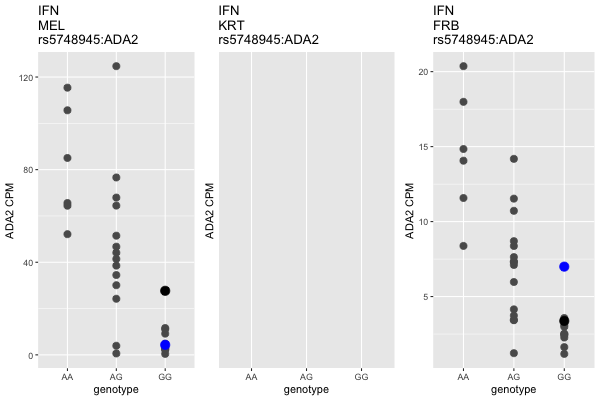 IFN
MEL
rs5748945:ADA2
ADA2 CPM
120
80
40
0
AA
AG
GG
genotype
IFN
KRT
rs5748945:ADA2
ADA2 CPM
AA
AG
GG
genotype
IFN
FRB
rs5748945:ADA2
ADA2 CPM
20
15
10
5
AA
AG
GG
genotype